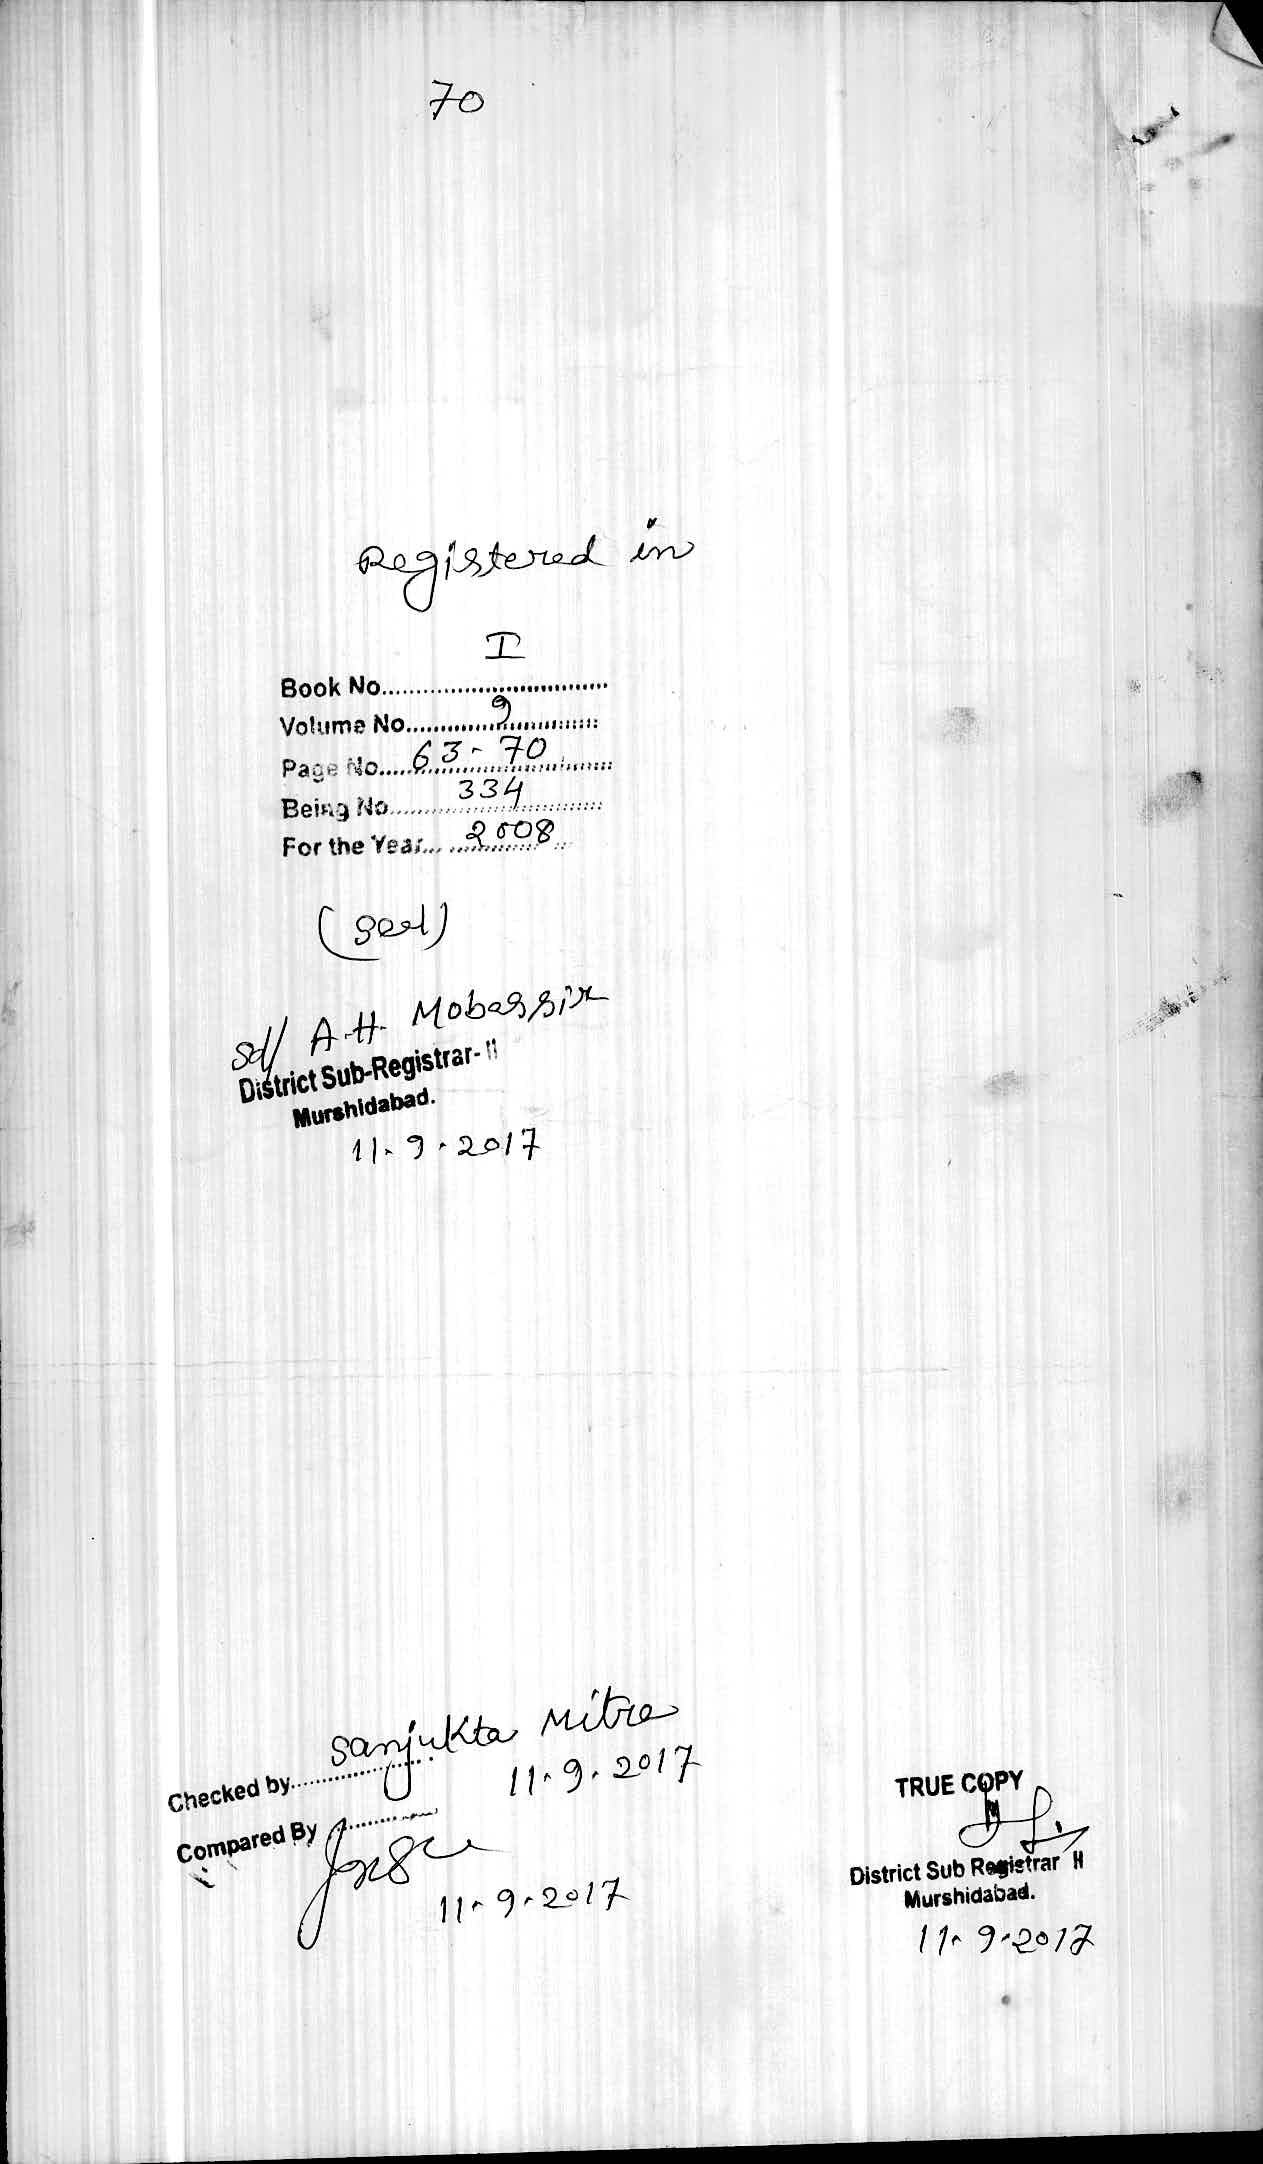 70
Registered in
I
Book No..................................
Volume No.......9......................
Page No.....63-70..................
Being No.....334......................
For the Year......2008............
(Seal)
Sd/ A.H. Mobassir
District Sub-Registrar-II
Murshidabad.
11.9.2017
Sanjukta Mitra
Checked by.....................
11.9.2017
Compared By ...............
11.9.2017
TRUE COPY
District Sub Registrar II
Murshidabad.
11.9.2017